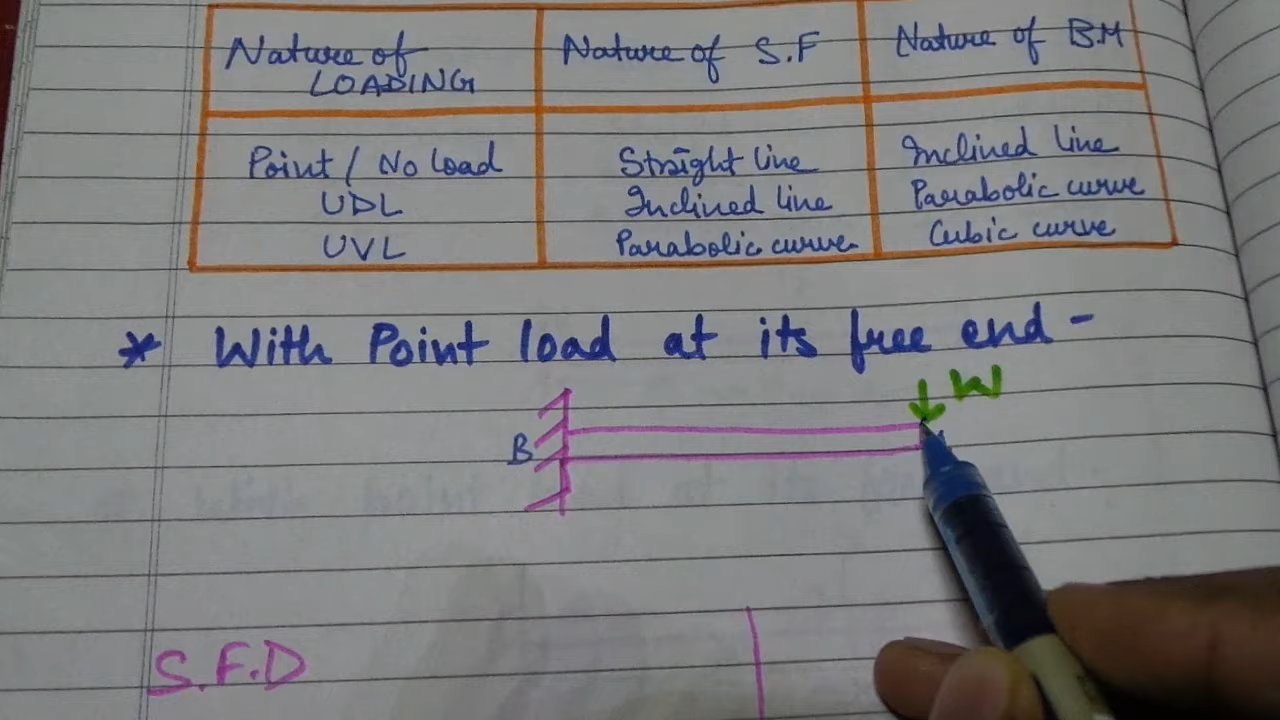 Nature of LOADING
Nature of S.F
Nature of B.M
Point / No load
Straight line
Inclined line
UDL
Inclined line
Parabolic curve
UVL
Parabolic curve
Cubic curve
* With Point load at its free end -
W
B
S.F.D